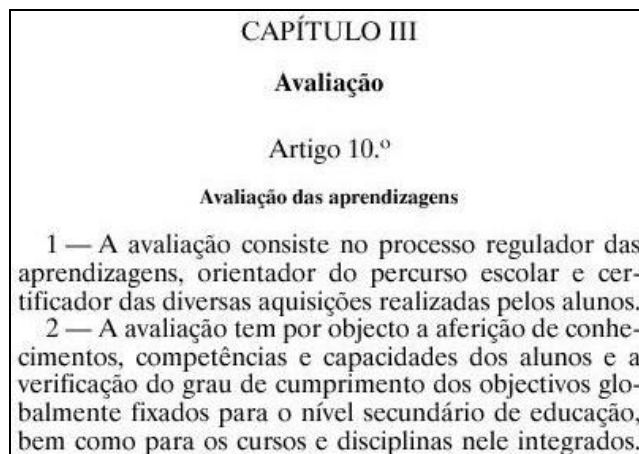 CAPÍTULO III
Avaliação
Artigo 10.º
Avaliação das aprendizagens
1 — A avaliação consiste no processo regulador das
aprendizagens, orientador do percurso escolar e cer-
tificador das diversas aquisições realizadas pelos alunos.
2 — A avaliação tem por objecto a aferição de conhe-
cimentos, competências e capacidades dos alunos e a
verificação do grau de cumprimento dos objectivos glo-
balmente fixados para o nível secundário de educação,
bem como para os cursos e disciplinas nele integrados.